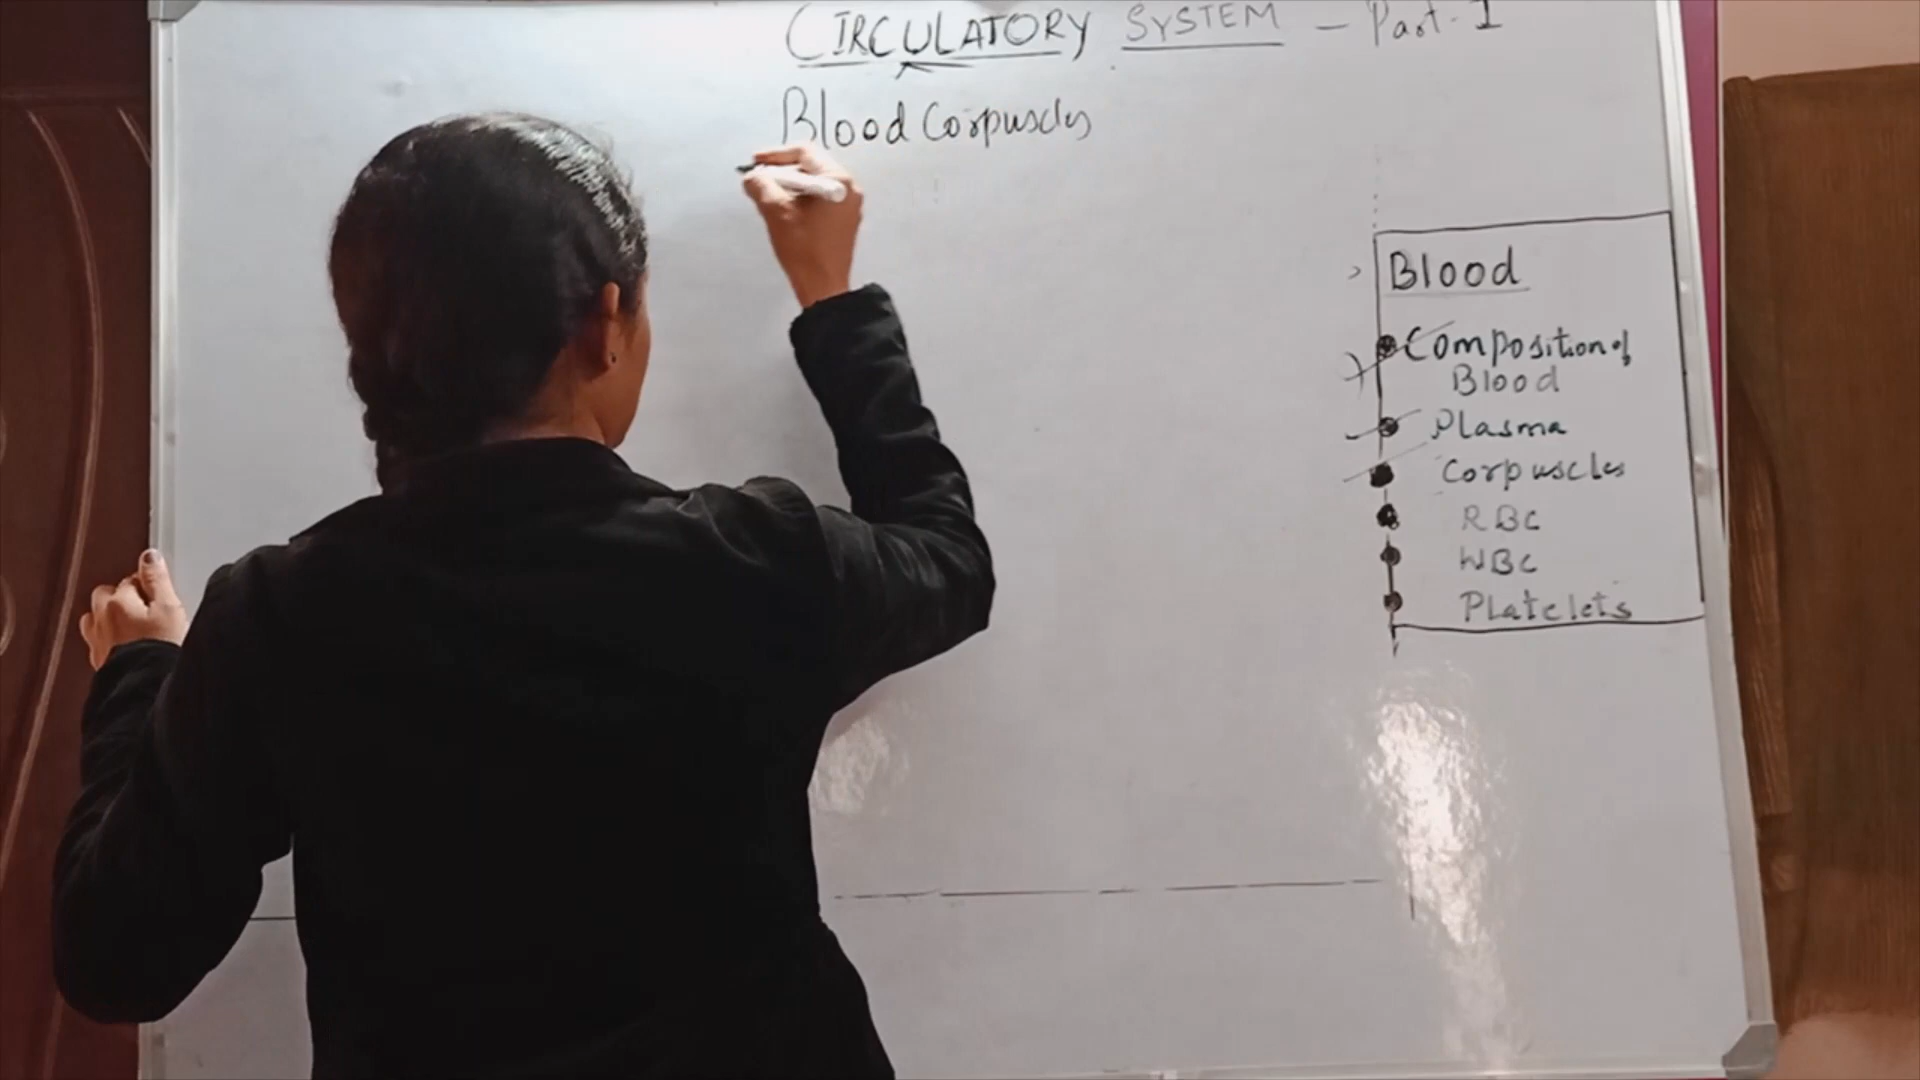 CIRCULATORY SYSTEM - Part-I
Blood Corpuscles
Blood
Composition of
Blood
Plasma
Corpuscles
RBC
WBC
Platelets